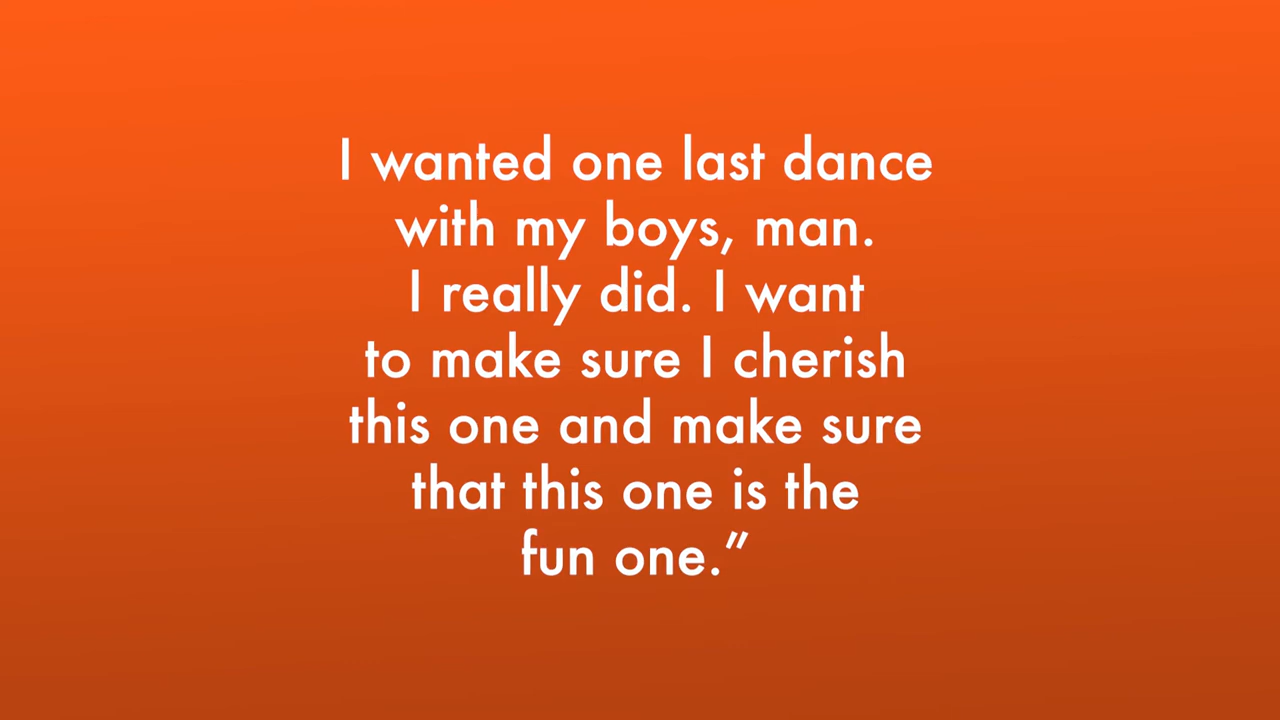 I wanted one last dance
with my boys, man.
I really did. I want
to make sure I cherish
this one and make sure
that this one is the
fun one.”